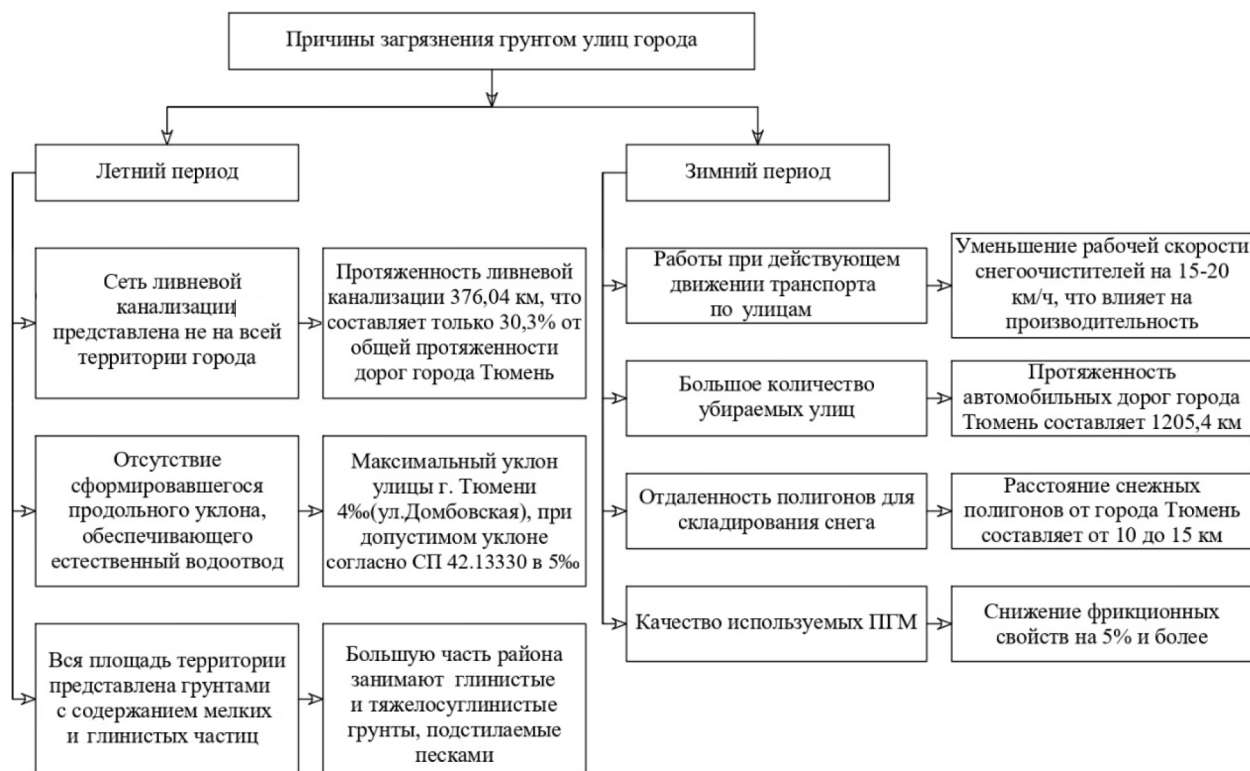 Причины загрязнения грунтом улиц города
Летний период
Сеть ливневой
канализации
представлена не на всей
территории города
Протяженность ливневой
канализации 376,04 км, что
составляет только 30,3% от
общей протяженности
дорог города Тюмень
Отсутствие
сформировавшегося
продольного уклона,
обеспечивающего
естественный водоотвод
Максимальный уклон
улицы г. Тюмени
4‰(ул.Домбовская), при
допустимом уклоне
согласно СП 42.13330 в 5‰
Вся площадь территории
представлена грунтами
с содержанием мелких
и глинистых частиц
Большую часть района
занимают глинистые
и тяжелосуглинистые
грунты, подстилаемые
песками
Зимний период
Работы при действующем
движении транспорта
по улицам
Уменьшение рабочей скорости
снегоочистителей на 15-20
км/ч, что влияет на
производительность
Большое количество
убираемых улиц
Протяженность
автомобильных дорог города
Тюмень составляет 1205,4 км
Отдаленность полигонов для
складирования снега
Расстояние снежных
полигонов от города Тюмень
составляет от 10 до 15 км
Качество используемых ПГМ
Снижение фрикционных
свойств на 5% и более